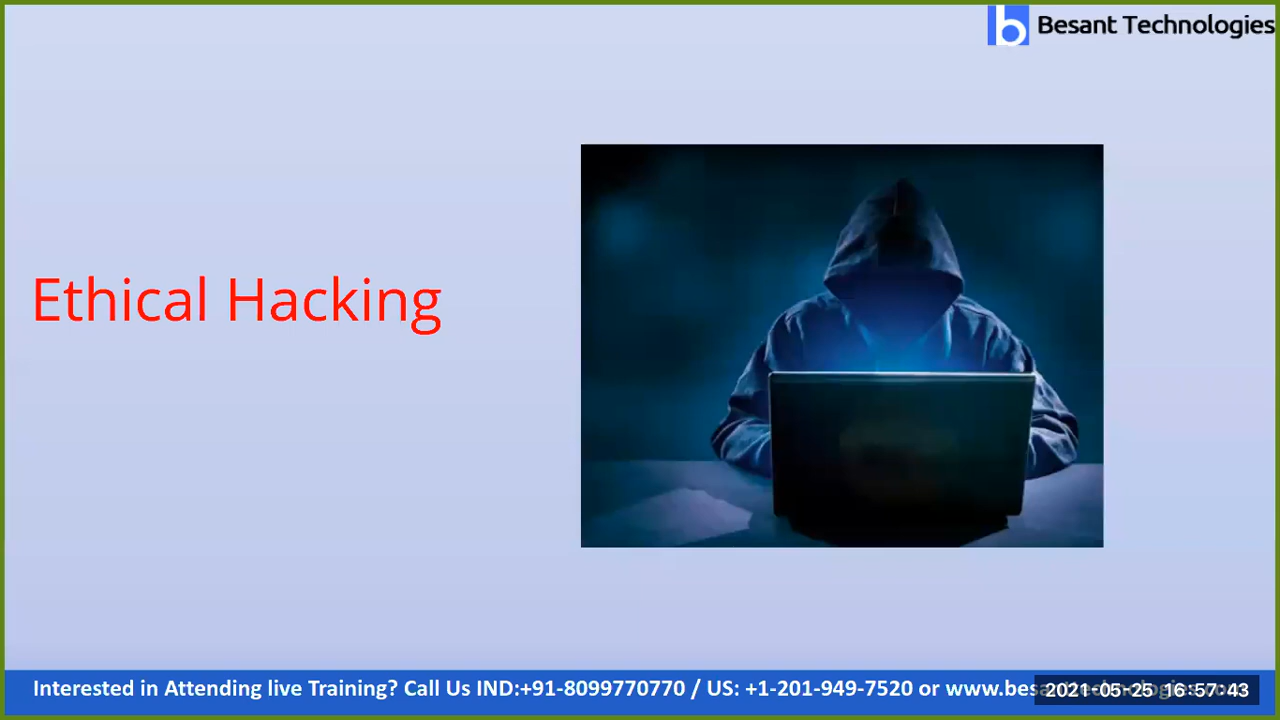 Besant Technologies
Ethical Hacking
Interested in Attending live Training? Call Us IND:+91-8099770770 / US: +1-201-949-7520 or
2021-05-25 16:57:43